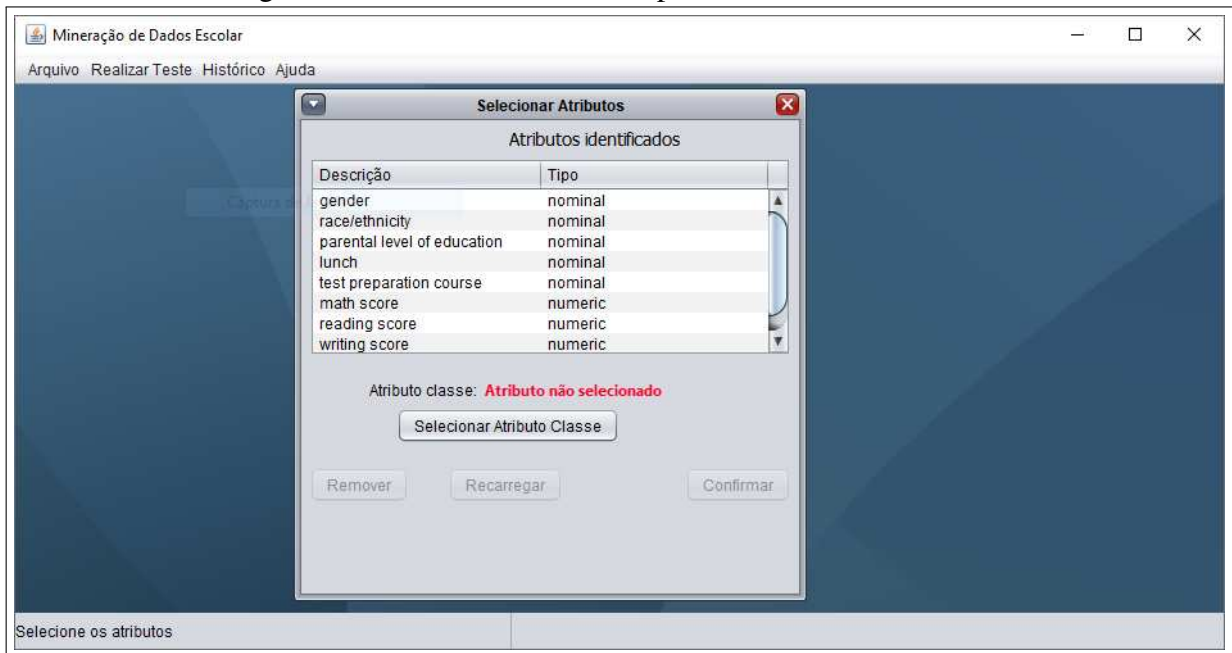 Mineração de Dados Escolar
Arquivo Realizar Teste Histórico Ajuda
Selecionar Atributos
Atributos identificados
Descrição Tipo
gender nominal
race/ethnicity nominal
parental level of education nominal
lunch nominal
test preparation course nominal
math score numeric
reading score numeric
writing score numeric
Atributo classe: Atributo não selecionado
Selecionar Atributo Classe
Remover Recarregar Confirmar
Selecione os atributos